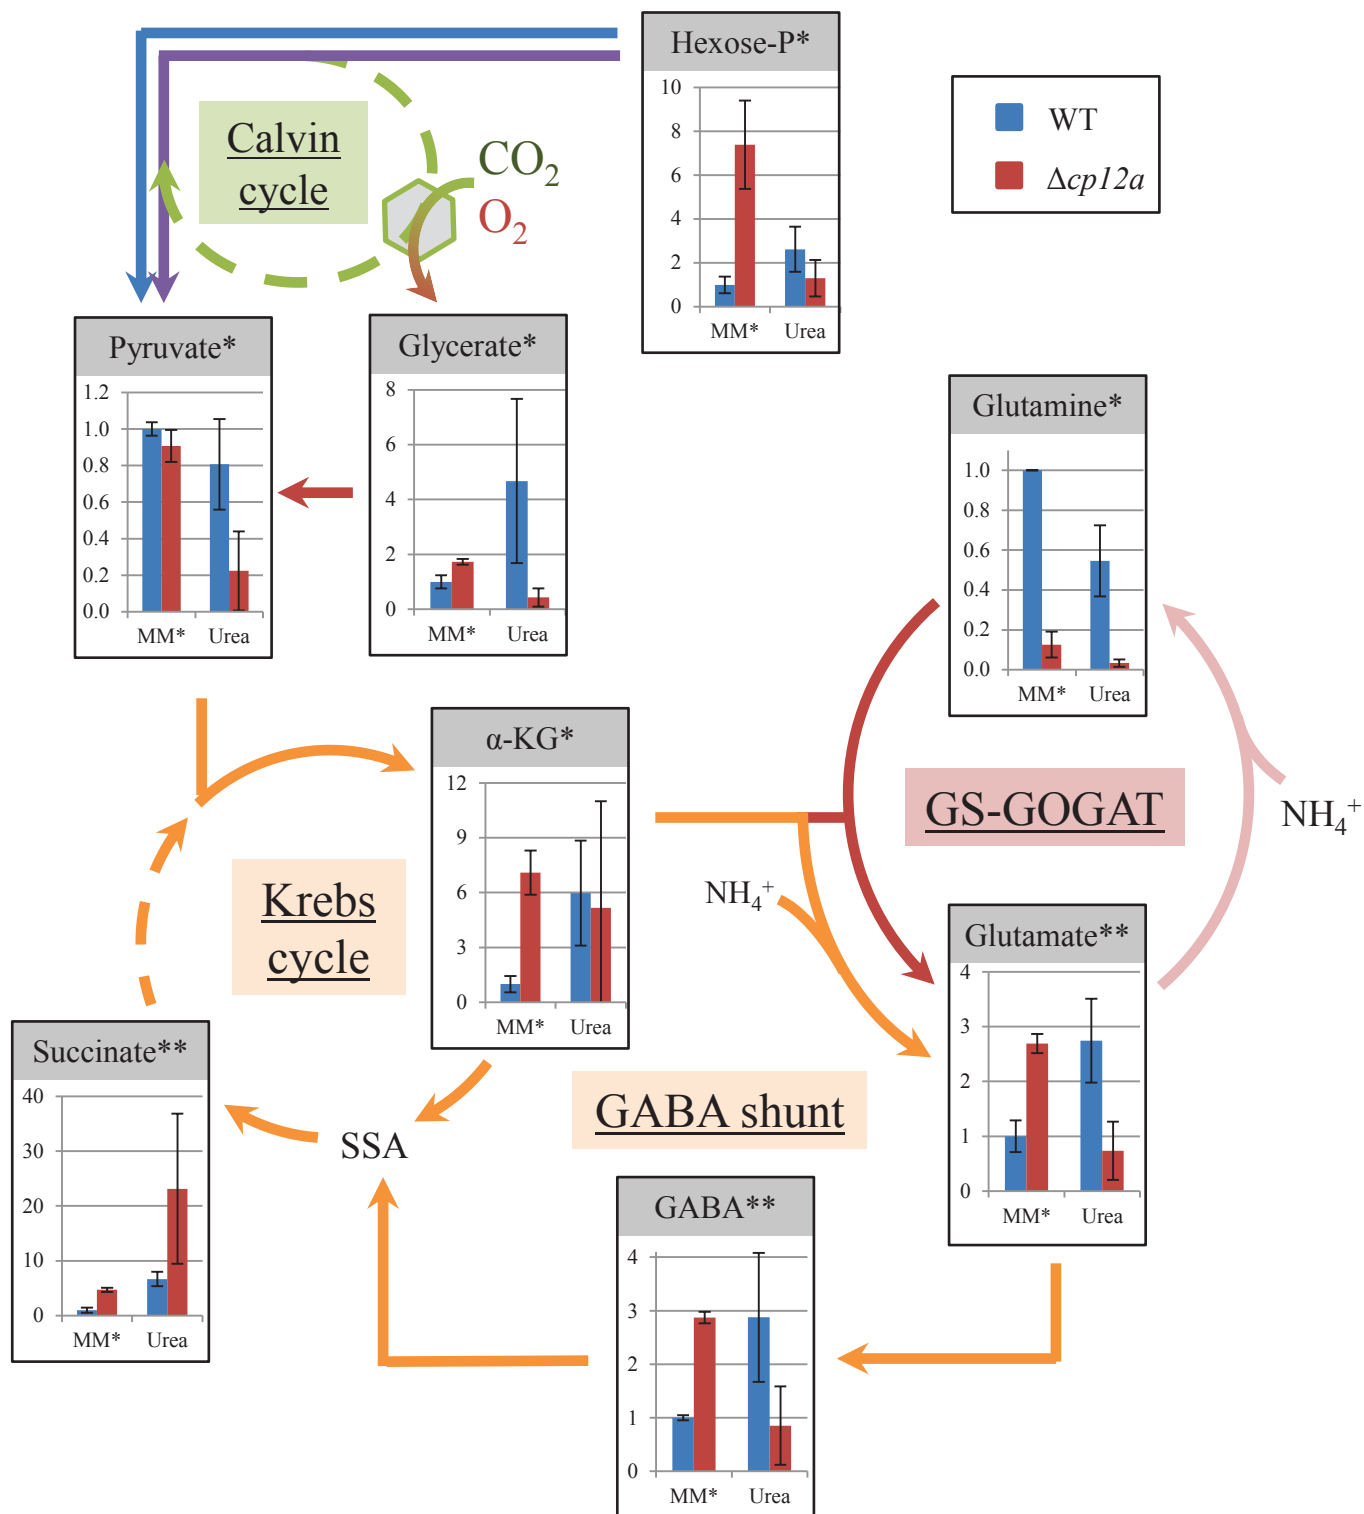 Hexose-P*
10
8
6
4
2
0
MM* Urea
WT
Δcp12a
Calvin
cycle
CO₂
O₂
Pyruvate*
1.2
1.0
0.8
0.6
0.4
0.2
0.0
MM* Urea
Glycerate*
8
6
4
2
0
MM* Urea
Glutamine*
1.0
0.8
0.6
0.4
0.2
0.0
MM* Urea
α-KG*
12
9
6
3
0
MM* Urea
GS-GOGAT
NH₄⁺
NH₄⁺
Krebs
cycle
Glutamate**
4
3
2
1
0
MM* Urea
Succinate**
40
30
20
10
0
MM* Urea
SSA
GABA shunt
GABA**
4
3
2
1
0
MM* Urea